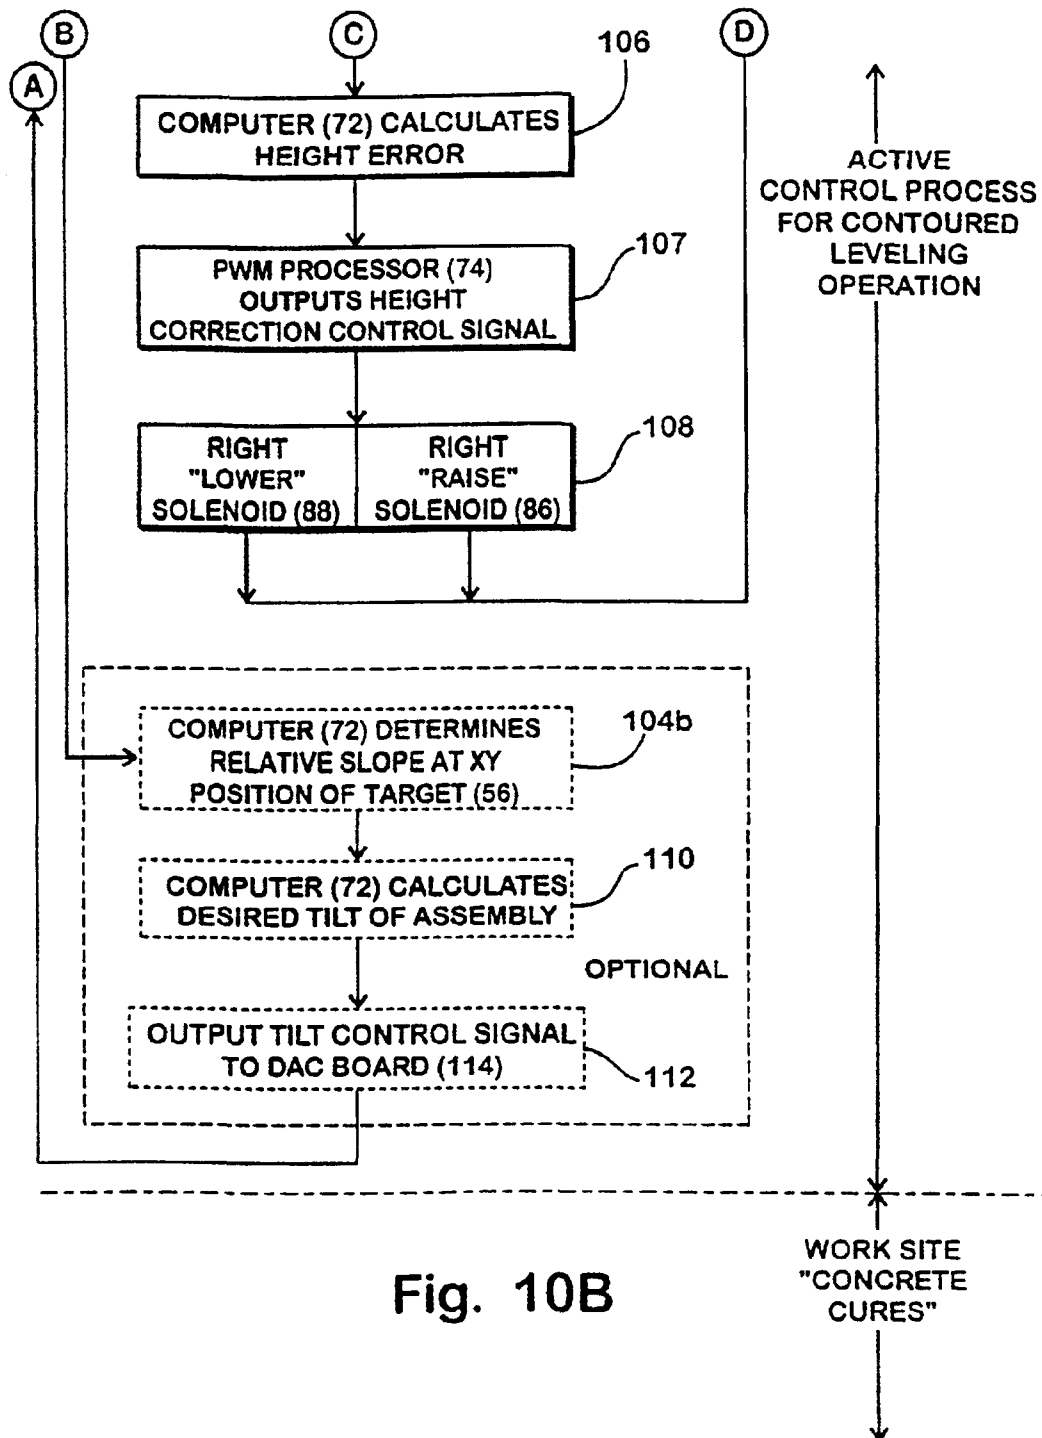 B
C
D
A
106
COMPUTER (72) CALCULATES
HEIGHT ERROR
ACTIVE
CONTROL PROCESS
FOR CONTOURED
LEVELING
OPERATION
107
PWM PROCESSOR (74)
OUTPUTS HEIGHT
CORRECTION CONTROL SIGNAL
108
RIGHT
"LOWER"
SOLENOID (88)
RIGHT
"RAISE"
SOLENOID (86)
104b
COMPUTER (72) DETERMINES
RELATIVE SLOPE AT XY
POSITION OF TARGET (56)
110
COMPUTER (72) CALCULATES
DESIRED TILT OF ASSEMBLY
OPTIONAL
OUTPUT TILT CONTROL SIGNAL
TO DAC BOARD (114)
112
WORK SITE
"CONCRETE
CURES"
Fig. 10B